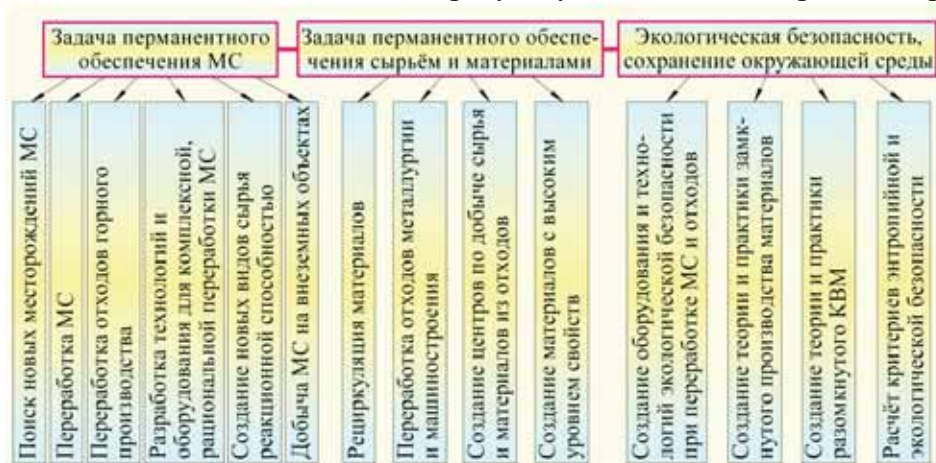 Задача перманентного
обеспечения МС
Задача перманентного обеспе-
чения сырьём и материалами
Экологическая безопасность,
сохранение окружающей среды
Поиск новых месторождений МС
Переработка МС
Переработка отходов горного
производства
Разработка технологий и
оборудования для комплексной,
рациональной переработки МС
Создание новых видов сырья
реакционной способностью
Добыча МС на внеземных объектах
Рециркуляция материалов
Переработка отходов металлургии
и машиностроения
Создание центров по добыче сырья
и материалов из отходов
Создание материалов с высоким
уровнем свойств
Создание оборудования и техно-
логий экологической безопасности
при переработке МС и отходов
Создание теории и практики замк-
нутого производства материалов
Создание теории и практики
разомкнутого КВМ
Расчёт критериев энтропийной и
экологической безопасности